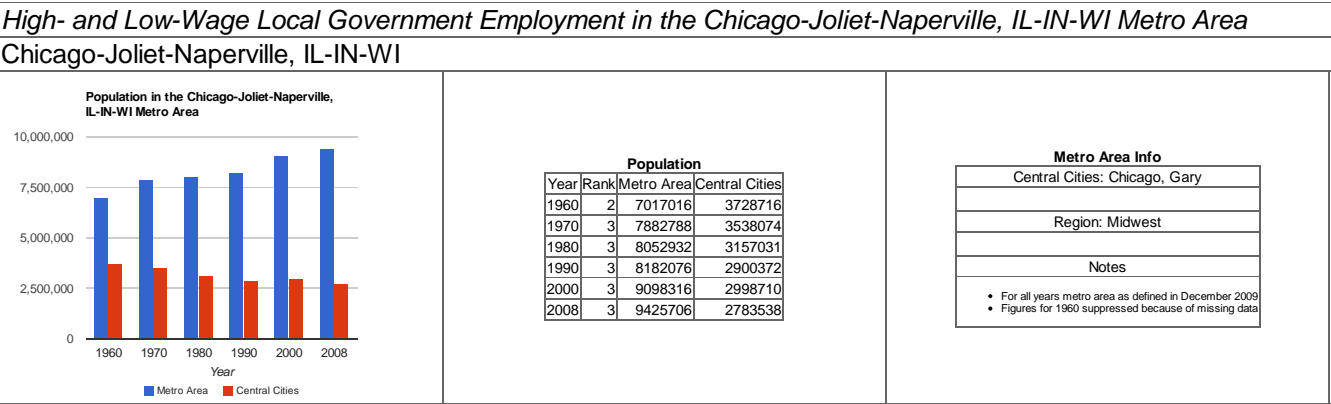 High- and Low-Wage Local Government Employment in the Chicago-Joliet-Naperville, IL-IN-WI Metro Area
Chicago-Joliet-Naperville, IL-IN-WI
Population in the Chicago-Joliet-Naperville,
IL-IN-WI Metro Area
10,000,000
7,500,000
5,000,000
2,500,000
0
1960 1970 1980 1990 2000 2008
Year
Metro Area Central Cities
Population
Year Rank Metro Area Central Cities
1960 2 7017016 3728716
1970 3 7882788 3538074
1980 3 8052932 3157031
1990 3 8182076 2900372
2000 3 9098316 2998710
2008 3 9425706 2783538
Metro Area Info
Central Cities: Chicago, Gary
Region: Midwest
Notes
• For all years metro area as defined in December 2009
• Figures for 1960 suppressed because of missing data